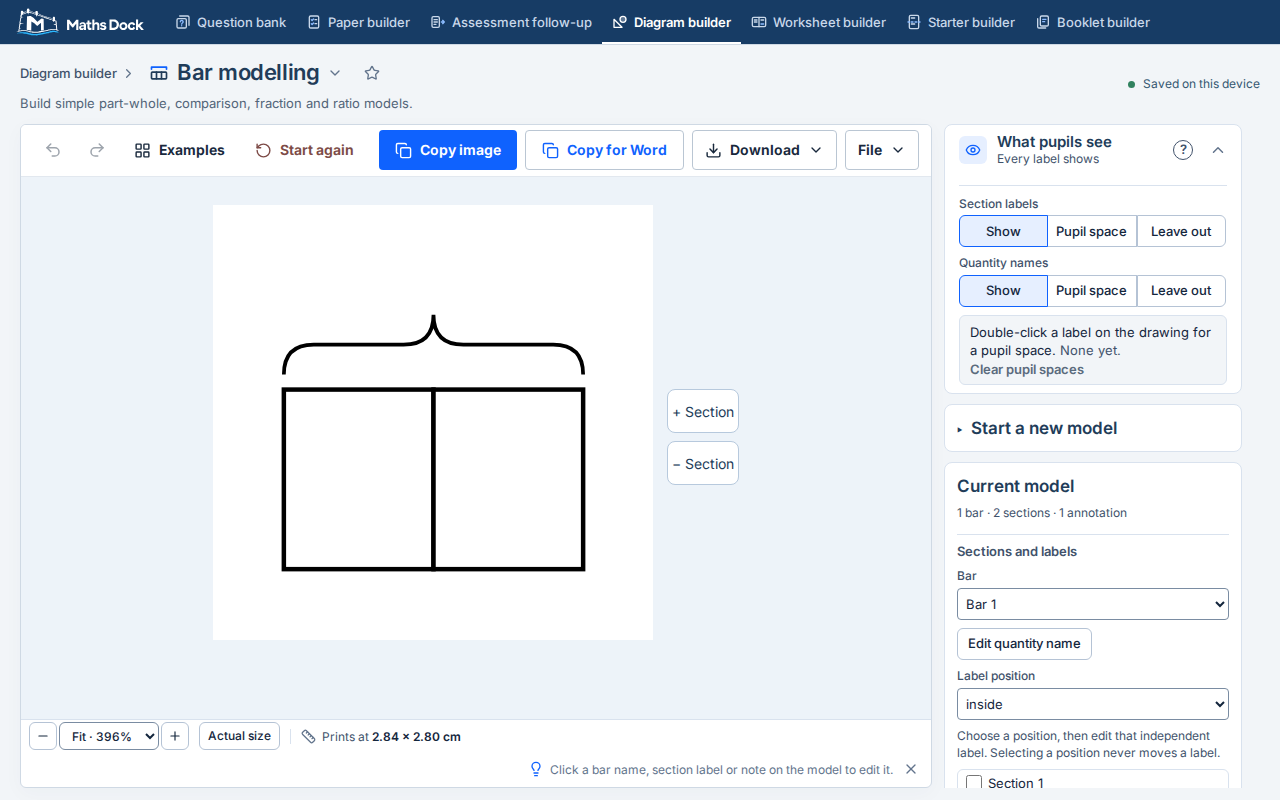 Maths Dock
Question bank
Paper builder
Assessment follow-up
Diagram builder
Worksheet builder
Starter builder
Booklet builder
Diagram builder
Bar modelling
Saved on this device
Build simple part-whole, comparison, fraction and ratio models.
Examples
Start again
Copy image
Copy for Word
Download
File
What pupils see
Every label shows
?
Section labels
Show
Pupil space
Leave out
Quantity names
Show
Pupil space
Leave out
Double-click a label on the drawing for
a pupil space. None yet.
Clear pupil spaces
+ Section
− Section
Start a new model
Current model
1 bar · 2 sections · 1 annotation
Sections and labels
Bar
Bar 1
Edit quantity name
Label position
inside
Choose a position, then edit that independent
label. Selecting a position never moves a label.
Section 1
Fit · 396%
Actual size
Prints at 2.84 × 2.80 cm
Click a bar name, section label or note on the model to edit it.